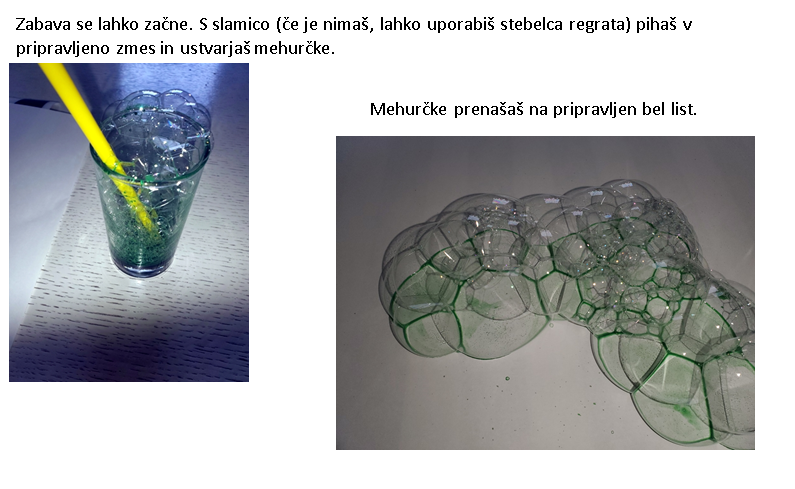 Zabava se lahko začne. S slamico (če je nimaš, lahko uporabiš stebelca regrata) pihaš v
pripravljeno zmes in ustvarjaš mehurčke.
Mehurčke prenašaš na pripravljen bel list.